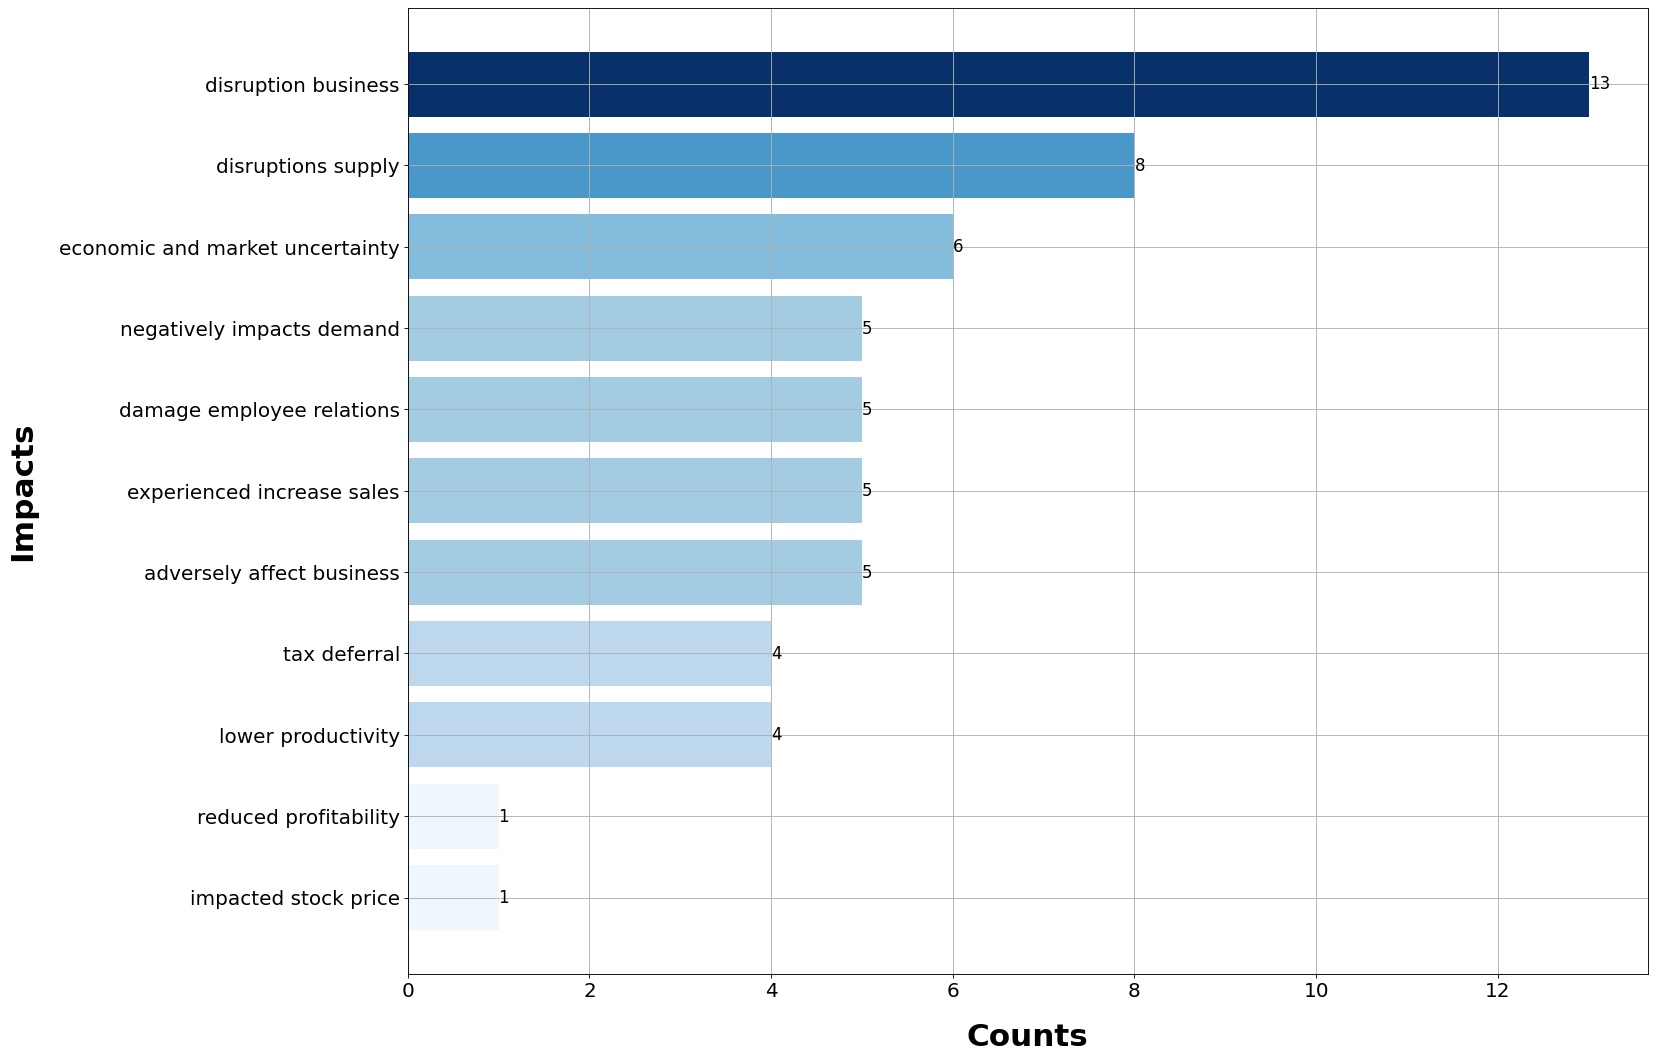 disruption business
13
disruptions supply
8
economic and market uncertainty
6
negatively impacts demand
5
damage employee relations
5
experienced increase sales
5
adversely affect business
5
tax deferral
4
lower productivity
4
reduced profitability
1
impacted stock price
1
Impacts
0 2 4 6 8 10 12
Counts